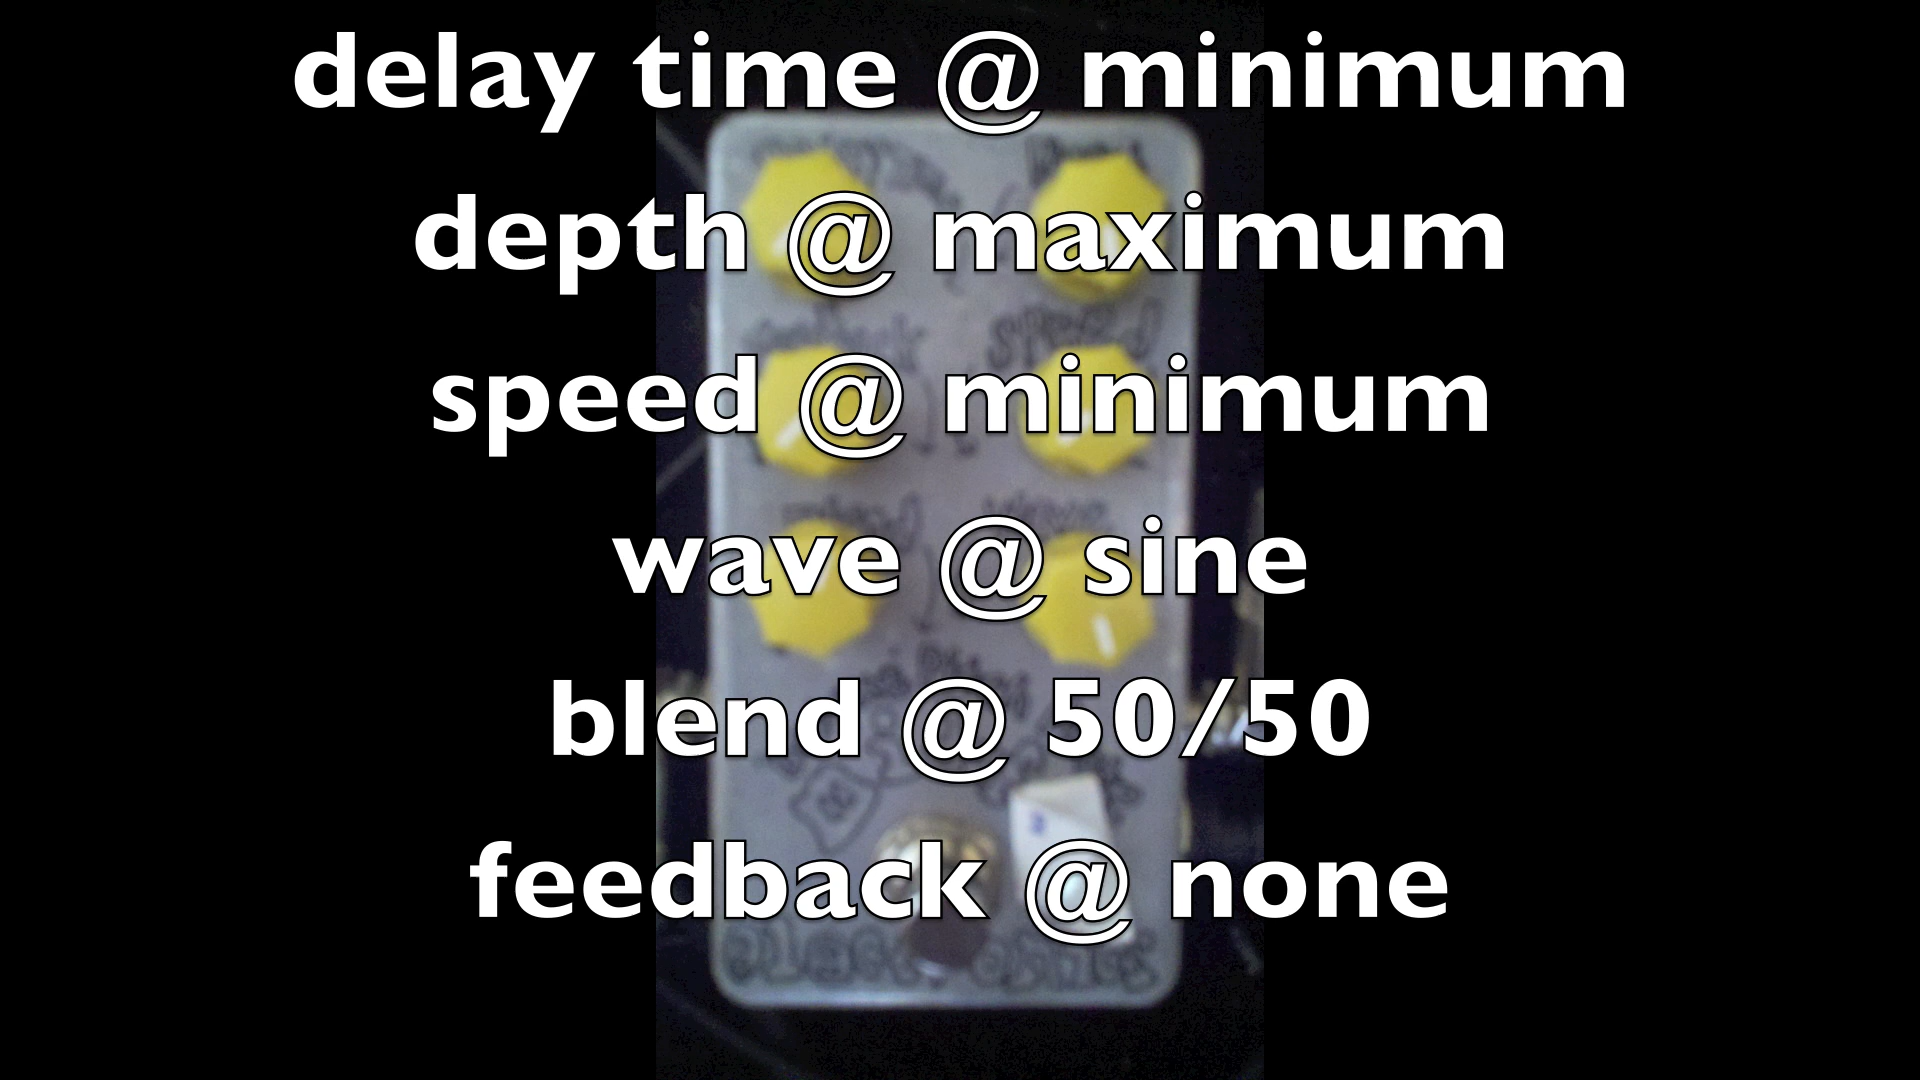 delay time @ minimum
depth @ maximum
speed @ minimum
wave @ sine
blend @ 50/50
feedback @ none